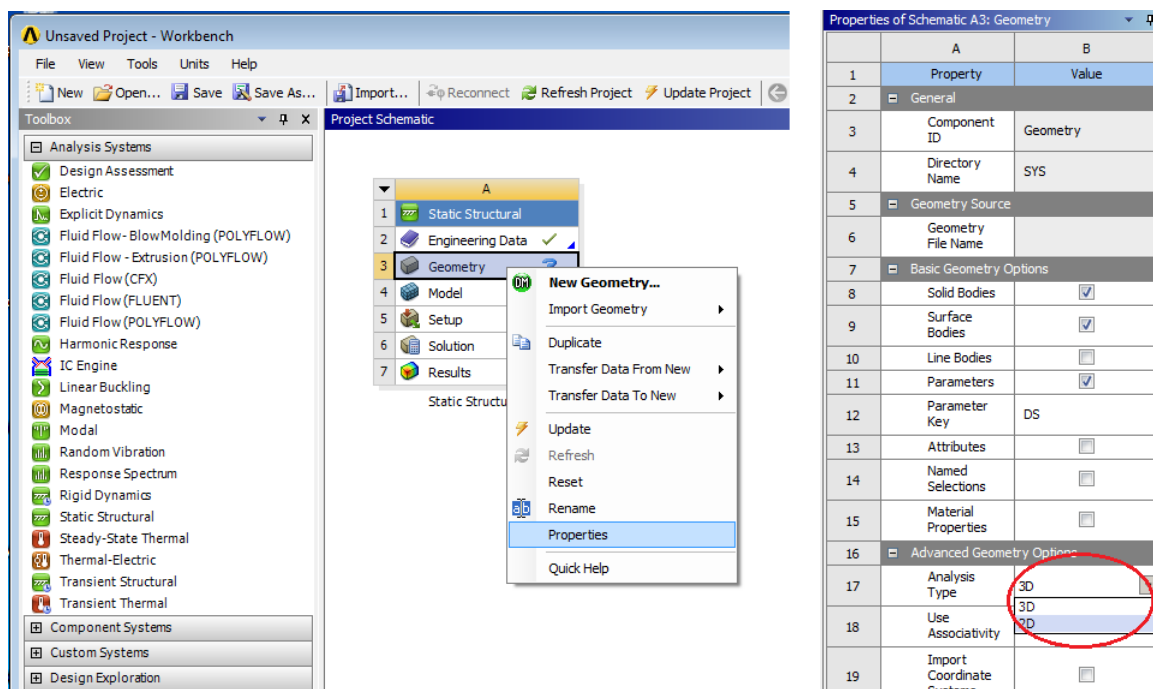 Unsaved Project - Workbench
File View Tools Units Help
New Open... Save Save As... Import... Reconnect Refresh Project Update Project
Toolbox
Analysis Systems
Design Assessment
Electric
Explicit Dynamics
Fluid Flow- BlowMolding (POLYFLOW)
Fluid Flow - Extrusion (POLYFLOW)
Fluid Flow (CFX)
Fluid Flow (FLUENT)
Fluid Flow (POLYFLOW)
Harmonic Response
IC Engine
Linear Buckling
Magnetostatic
Modal
Random Vibration
Response Spectrum
Rigid Dynamics
Static Structural
Steady-State Thermal
Thermal-Electric
Transient Structural
Transient Thermal
Component Systems
Custom Systems
Design Exploration
Project Schematic
A
1 Static Structural
2 Engineering Data
3 Geometry
4 Model
5 Setup
6 Solution
7 Results
Static Structu
DM New Geometry...
Import Geometry
Duplicate
Transfer Data From New
Transfer Data To New
Update
Refresh
Reset
ab Rename
Properties
Quick Help
Properties of Schematic A3: Geometry
A B
1 Property Value
2 General
3 Component
ID Geometry
4 Directory
Name SYS
5 Geometry Source
6 Geometry
File Name
7 Basic Geometry Options
8 Solid Bodies
9 Surface
Bodies
10 Line Bodies
11 Parameters
12 Parameter
Key DS
13 Attributes
14 Named
Selections
15 Material
Properties
16 Advanced Geometry Options
17 Analysis
Type 3D
3D
2D
18 Use
Associativity
19 Import
Coordinate
Systems